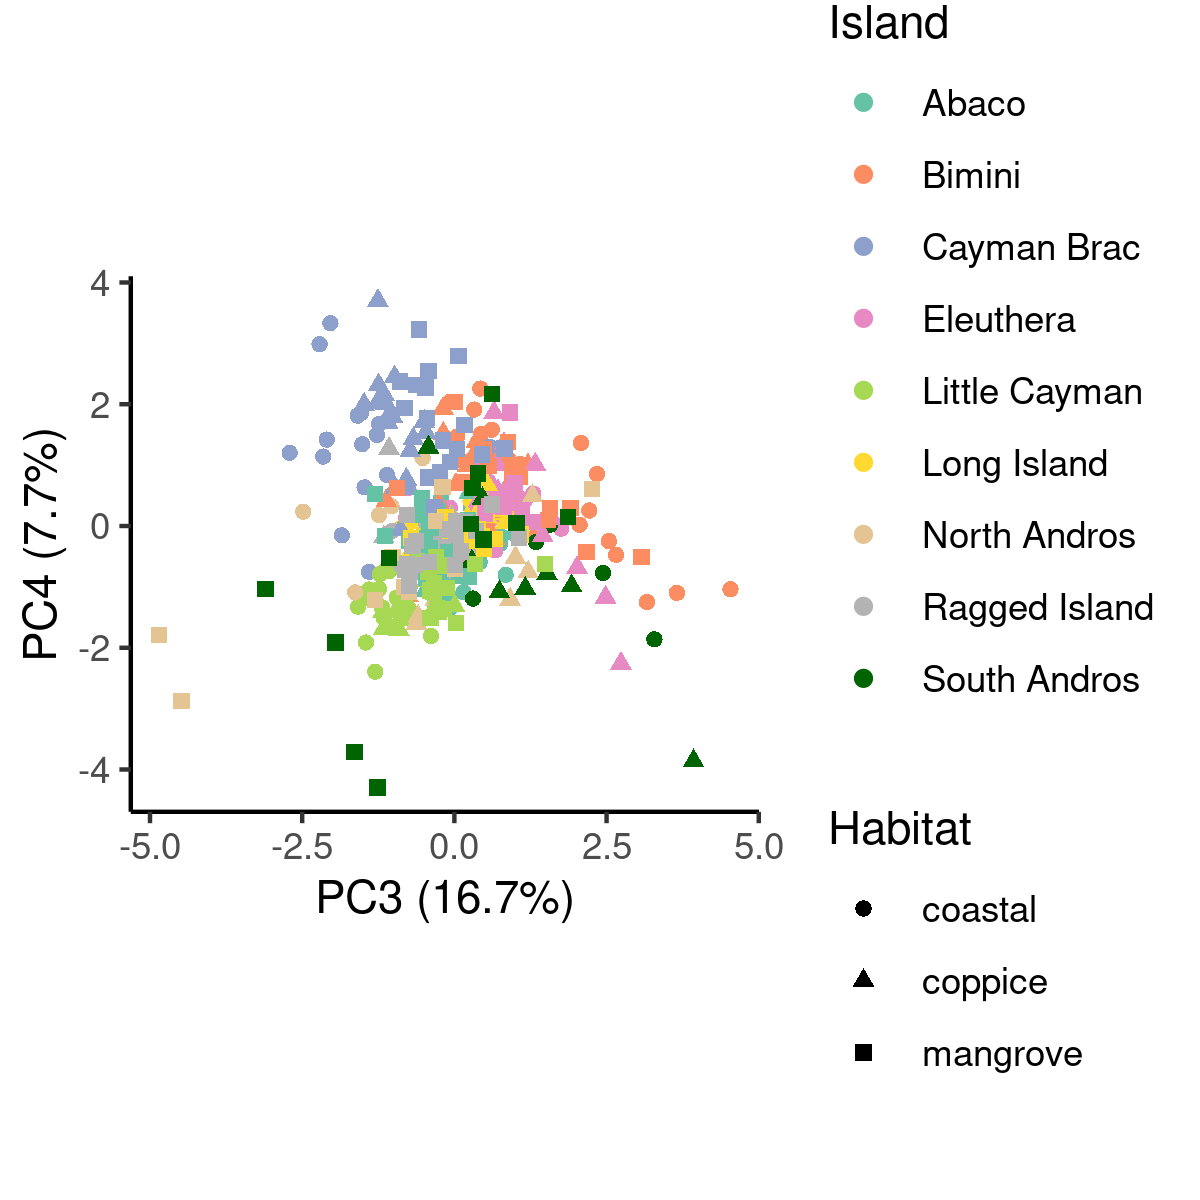 Island
Abaco
Bimini
Cayman Brac
Eleuthera
Little Cayman
Long Island
North Andros
Ragged Island
South Andros
4
2
0
-2
-4
PC4 (7.7%)
-5.0 -2.5 0.0 2.5 5.0
PC3 (16.7%)
Habitat
coastal
coppice
mangrove